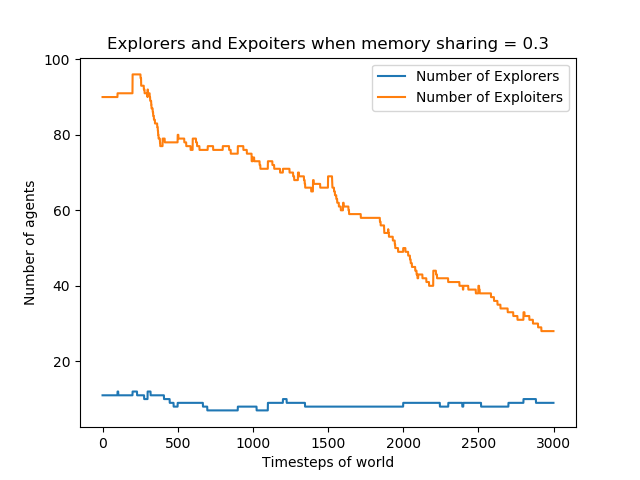 Explorers and Expoiters when memory sharing = 0.3
Number of Explorers
Number of Exploiters
Number of agents
100
80
60
40
20
0 500 1000 1500 2000 2500 3000
Timesteps of world